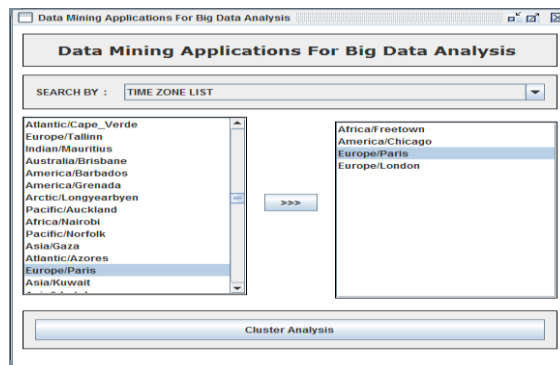 Data Mining Applications For Big Data Analysis
Data Mining Applications For Big Data Analysis
SEARCH BY : TIME ZONE LIST
Atlantic/Cape_Verde
Europe/Tallinn
Indian/Mauritius
Australia/Brisbane
America/Barbados
America/Grenada
Arctic/Longyearbyen
Pacific/Auckland
Africa/Nairobi
Pacific/Norfolk
Asia/Gaza
Atlantic/Azores
Europe/Paris
Asia/Kuwait
>>>
Africa/Freetown
America/Chicago
Europe/Paris
Europe/London
Cluster Analysis